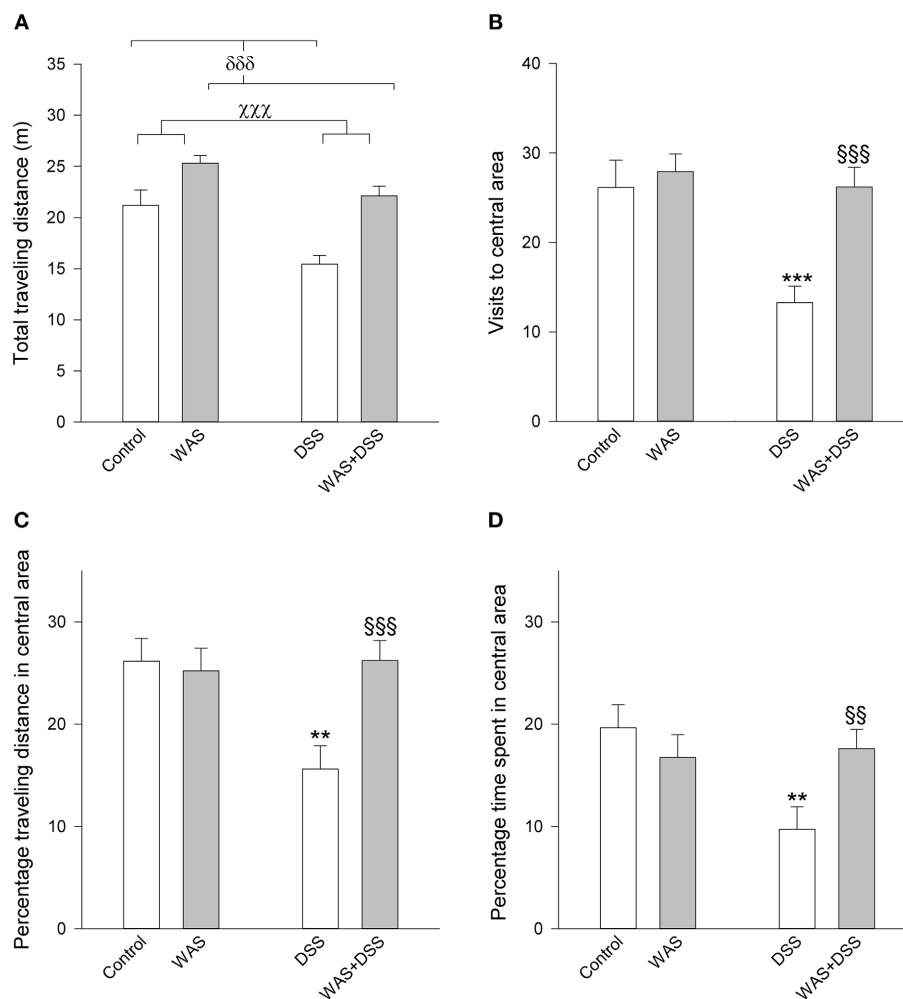 A
Total traveling distance (m)
35
30
25
20
15
10
5
0
δδδ
χχχ
Control
WAS
DSS
WAS+DSS
B
Visits to central area
40
30
20
10
0
***
§§§
Control
WAS
DSS
WAS+DSS
C
Percentage traveling distance in central area
30
20
10
0
**
§§§
Control
WAS
DSS
WAS+DSS
D
Percentage time spent in central area
30
20
10
0
**
§§
Control
WAS
DSS
WAS+DSS